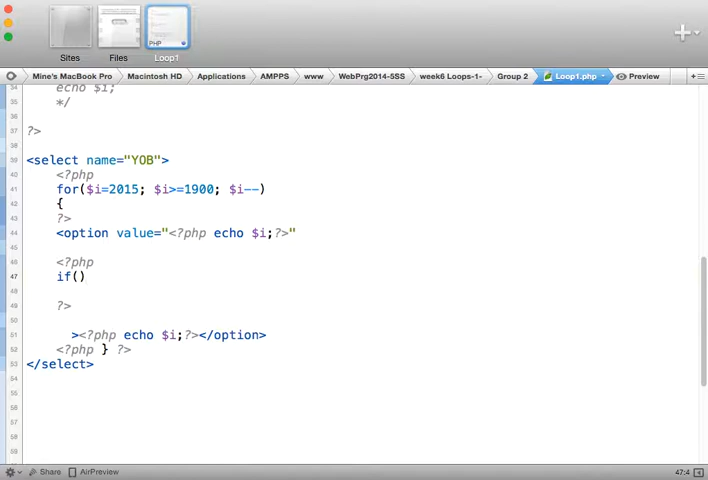 PHP
Sites Files Loop1
Mine's MacBook Pro Macintosh HD Applications AMPPS www WebPrg2014-5SS week6 Loops-1- Group 2 Loop1.php Preview
34 echo $i;
35 */
36
37 ?>
38
39 <select name="YOB">
40 <?php
41 for($i=2015; $i>=1900; $i--)
42 {
43 ?>
44 <option value="<?php echo $i;?>"
45
46 <?php
47 if()
48
49 ?>
50
51 ><?php echo $i;?></option>
52 <?php } ?>
53 </select>
54
55
56
57
58
59
Share AirPreview 47:4